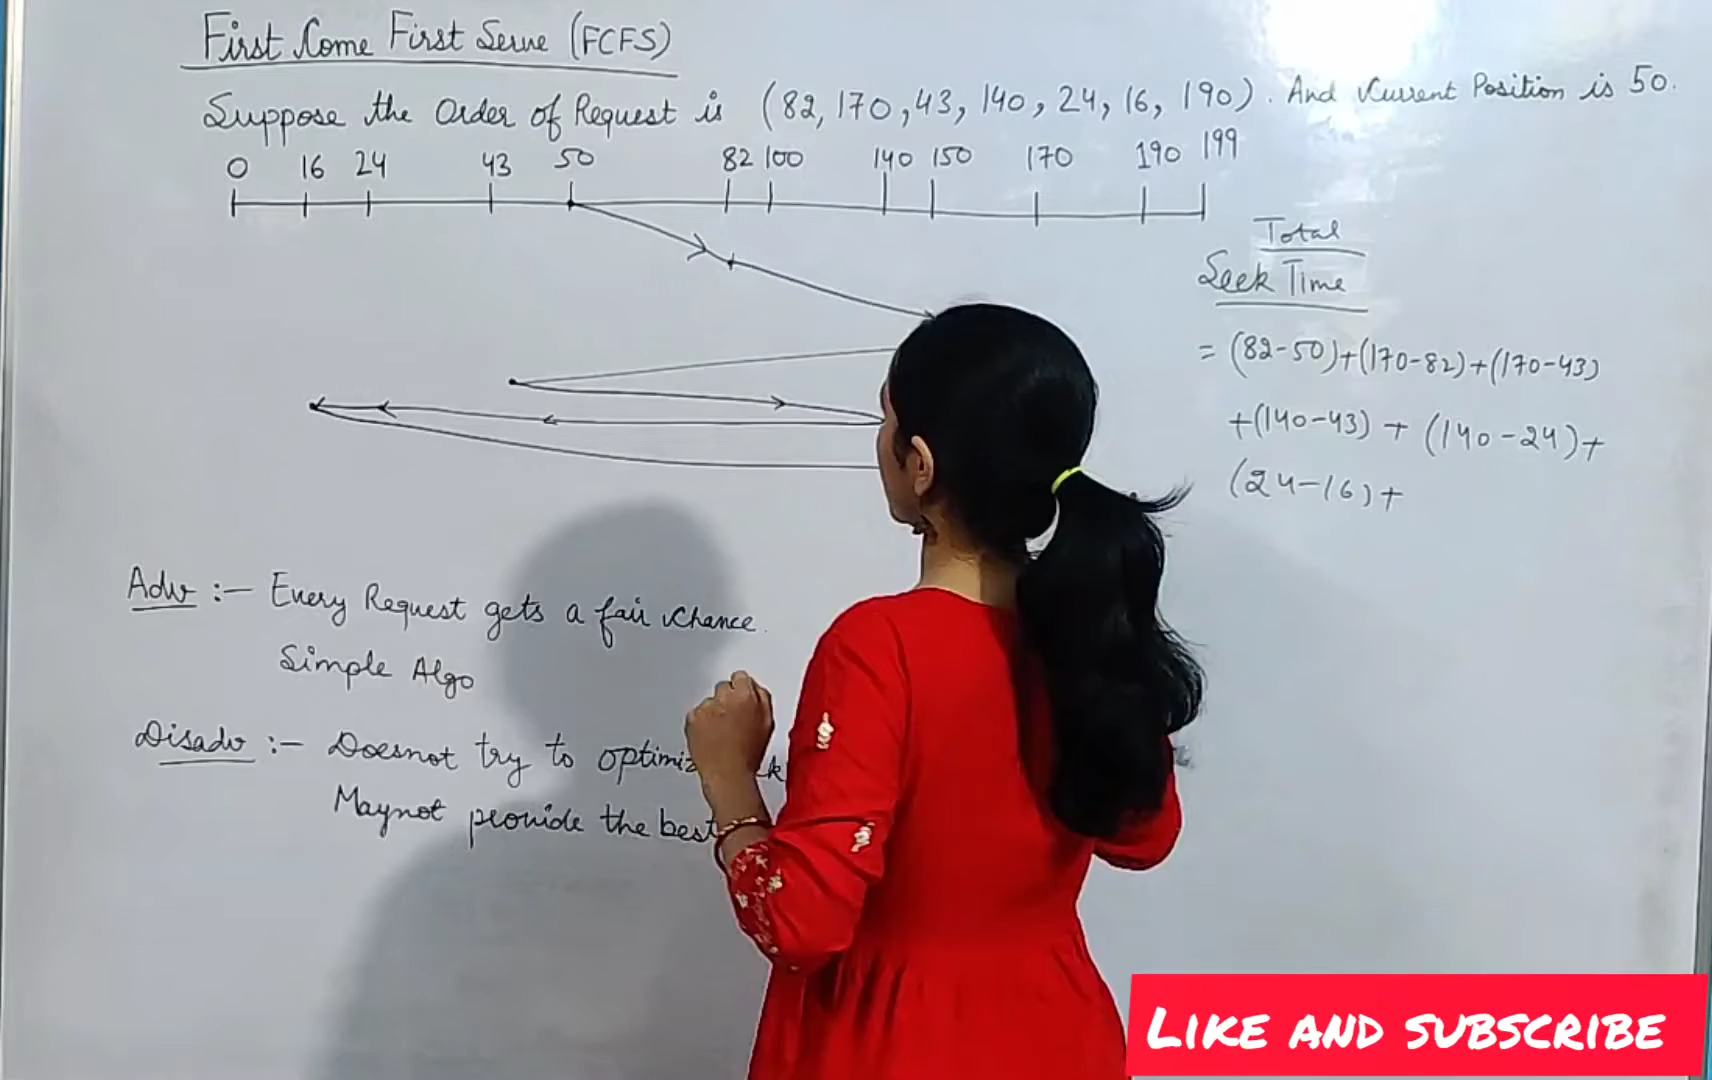 First Come First Serve (FCFS)
Suppose the Order of Request is (82, 170, 43, 140, 24, 16, 190). And Current Position is 50.
0 16 24 43 50 82 100 140 150 170 190 199
Total
Seek Time
= (82-50)+(170-82)+(170-43)
+(140-43) + (140-24)+
(24-16)+
Adv :- Every Request gets a fair Chance.
Simple Algo
Disadv :- Doesnot try to optimiz
Maynot provide the best
LIKE AND SUBSCRIBE